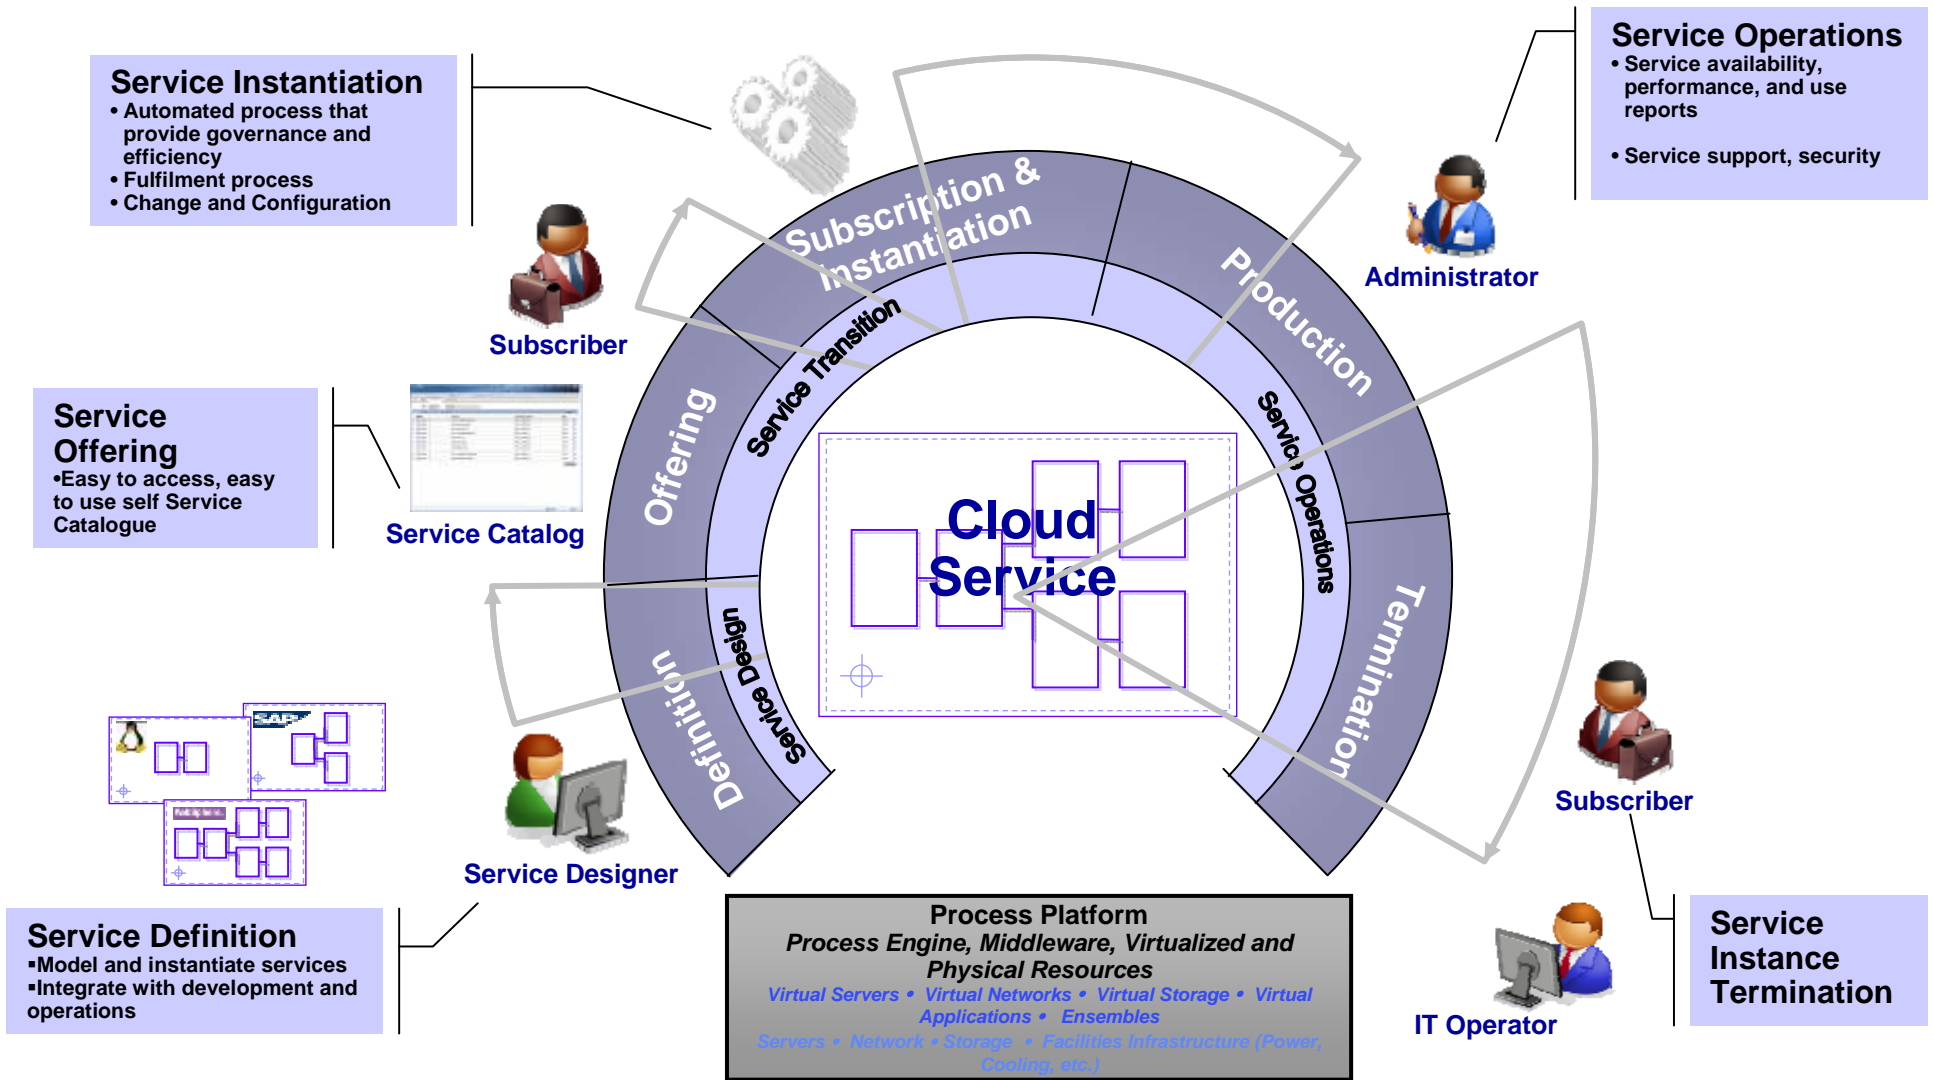 Service Instantiation
• Automated process that
provide governance and
efficiency
• Fulfilment process
• Change and Configuration
Service Operations
• Service availability,
performance, and use
reports
• Service support, security
Administrator
Subscriber
Subscription &
Instantiation
Production
Service Transition
Offering
Service
Offering
•Easy to access, easy
to use self Service
Catalogue
Service Catalog
Cloud
Service
Service Operations
Termination
Service Design
Definition
SAP
Service Designer
Subscriber
Service Definition
▪Model and instantiate services
▪Integrate with development and
operations
Process Platform
Process Engine, Middleware, Virtualized and
Physical Resources
Virtual Servers • Virtual Networks • Virtual Storage • Virtual
Applications • Ensembles
Servers • Network • Storage • Facilities Infrastructure (Power,
Cooling, etc.)
IT Operator
Service
Instance
Termination